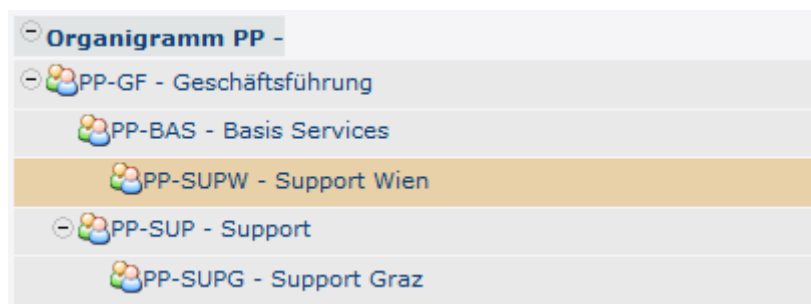 Organigramm PP -
PP-GF - Geschäftsführung
PP-BAS - Basis Services
PP-SUPW - Support Wien
PP-SUP - Support
PP-SUPG - Support Graz